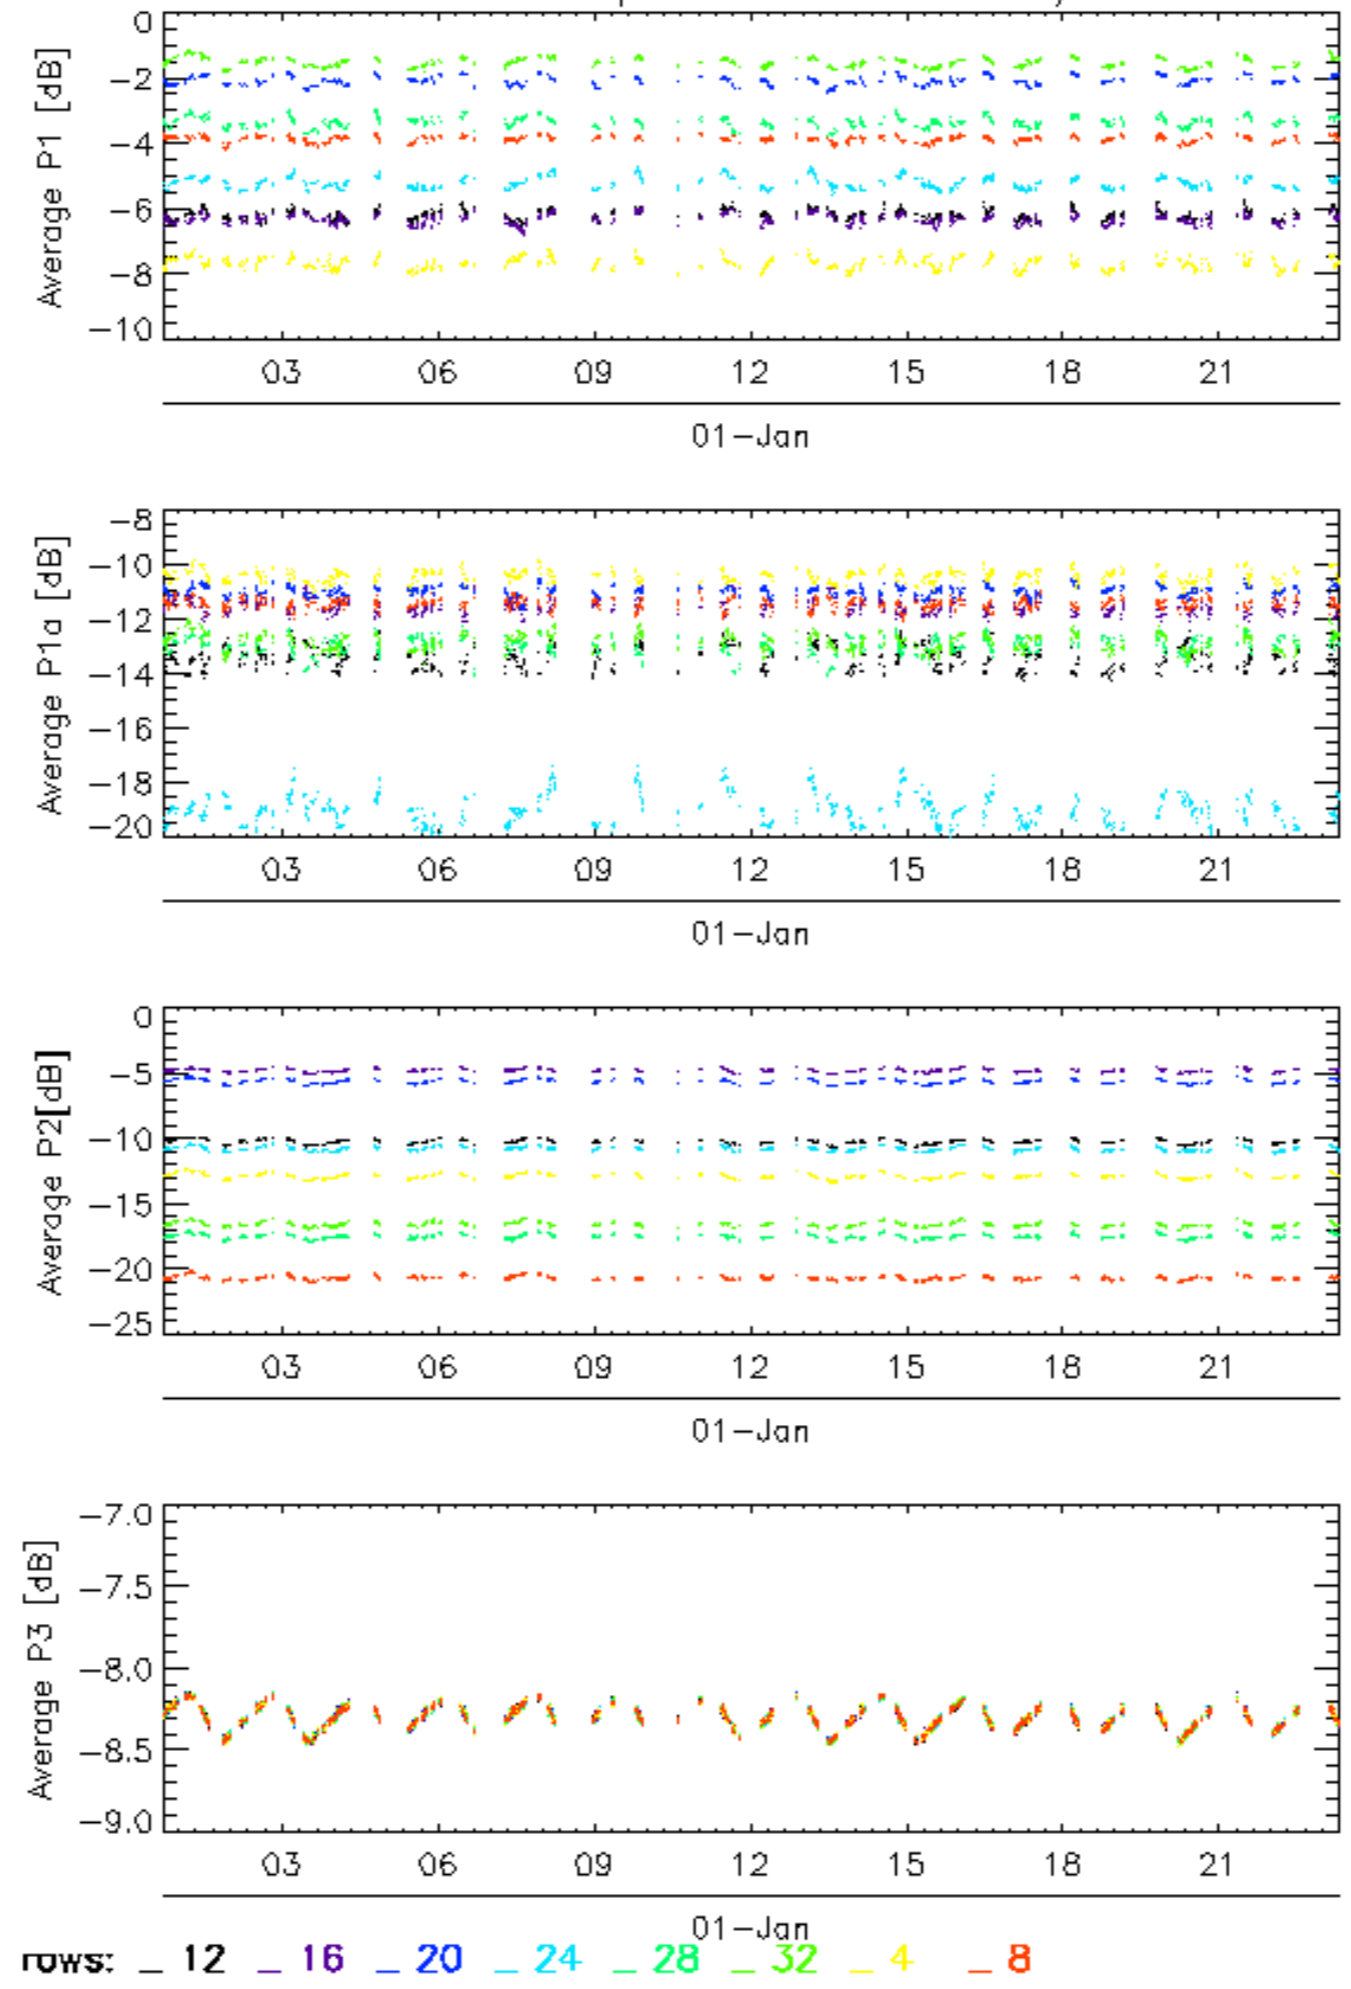 0
−2
−4
−6
−8
−10
Average P1 [dB]
03 06 09 12 15 18 21
01−Jan
−8
−10
−12
−14
−16
−18
−20
Average P1a [dB]
03 06 09 12 15 18 21
01−Jan
0
−5
−10
−15
−20
−25
Average P2[dB]
03 06 09 12 15 18 21
01−Jan
−7.0
−7.5
−8.0
−8.5
−9.0
Average P3 [dB]
03 06 09 12 15 18 21
01−Jan
rows: _ 12 _ 16 _ 20 _ 24 _ 28 _ 32 _ 4 _ 8